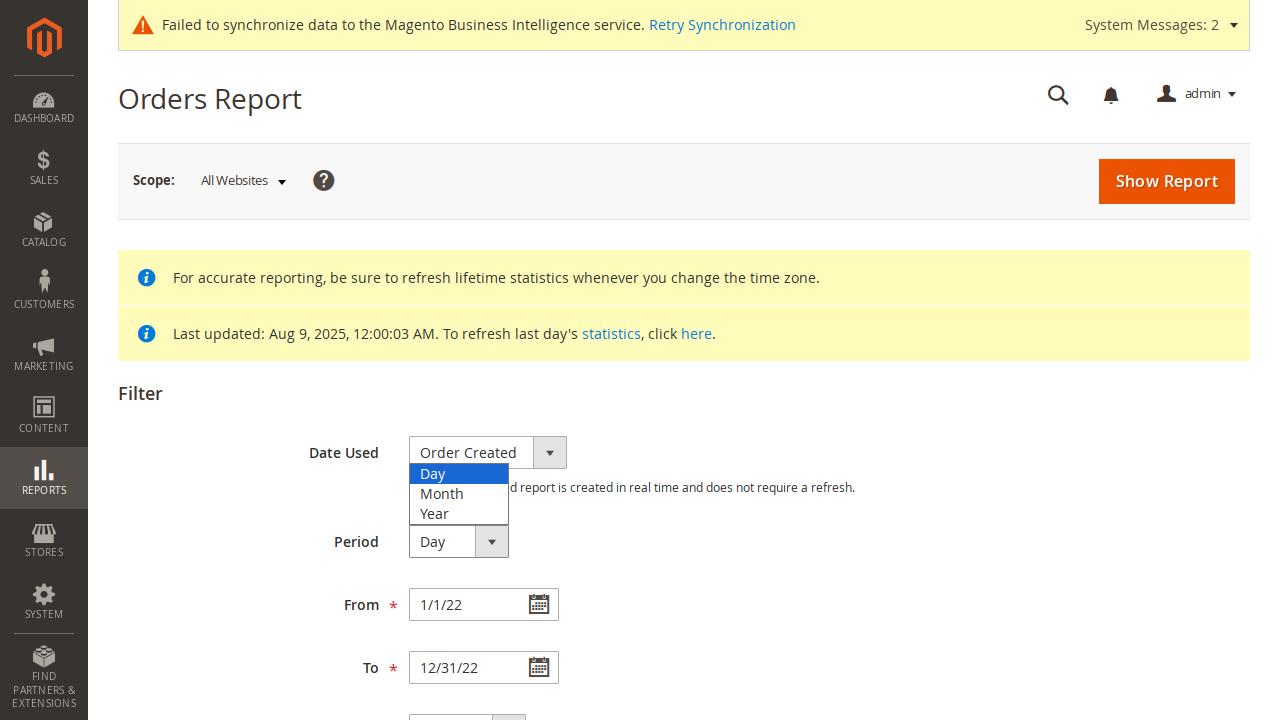 Failed to synchronize data to the Magento Business Intelligence service. Retry Synchronization
System Messages: 2
Orders Report
admin
DASHBOARD
SALES
CATALOG
CUSTOMERS
MARKETING
CONTENT
REPORTS
STORES
SYSTEM
FIND
PARTNERS &
EXTENSIONS
Scope: All Websites
Show Report
For accurate reporting, be sure to refresh lifetime statistics whenever you change the time zone.
Last updated: Aug 9, 2025, 12:00:03 AM. To refresh last day's statistics, click here.
Filter
Date Used Order Created
Day
d report is created in real time and does not require a refresh.
Month
Year
Period Day
From * 1/1/22
To * 12/31/22